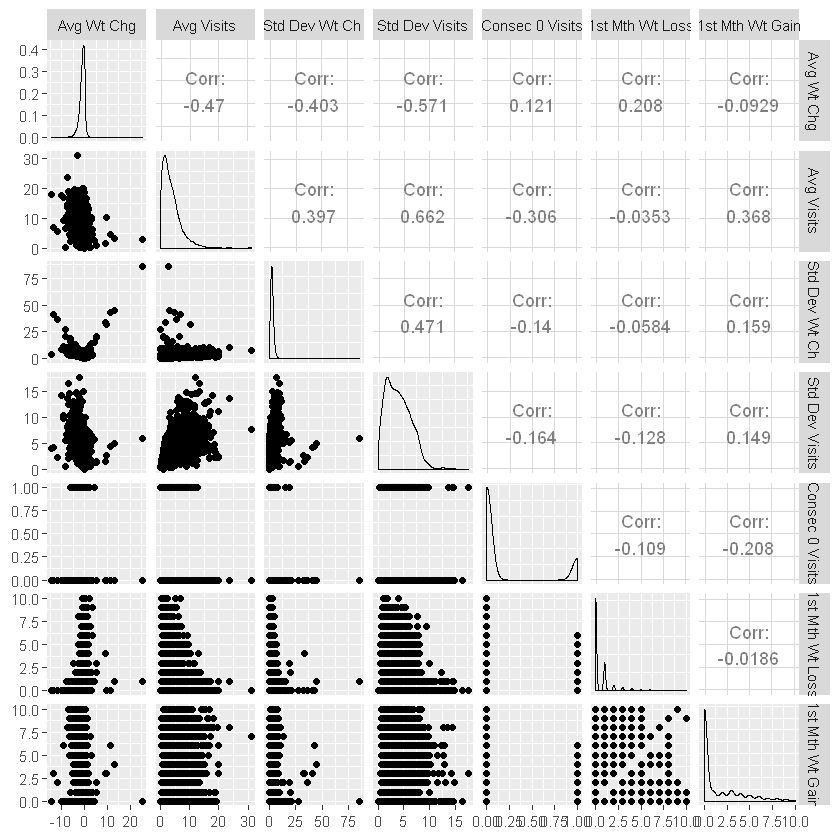 Avg Wt Chg
Avg Visits
Std Dev Wt Ch
Std Dev Visits
Consec 0 Visits
1st Mth Wt Loss
1st Mth Wt Gain
0.4
0.3
0.2
0.1
0.0
Corr:
-0.47
Corr:
-0.403
Corr:
-0.571
Corr:
0.121
Corr:
0.208
Corr:
-0.0929
Avg Wt Chg
30
20
10
0
Corr:
0.397
Corr:
0.662
Corr:
-0.306
Corr:
-0.0353
Corr:
0.368
Avg Visits
75
50
25
0
Corr:
0.471
Corr:
-0.14
Corr:
-0.0584
Corr:
0.159
Std Dev Wt Ch
15
10
5
0
Corr:
-0.164
Corr:
-0.128
Corr:
0.149
Std Dev Visits
1.00
0.75
0.50
0.25
0.00
Corr:
-0.109
Corr:
-0.208
Consec 0 Visits
10.0
7.5
5.0
2.5
0.0
Corr:
-0.0186
1st Mth Wt Loss
10.0
7.5
5.0
2.5
0.0
1st Mth Wt Gain
-10 0 10 20
0 10 20 30
0 25 50 75
0 5 10 15
0.00 0.25 0.50 0.75 1.00
0.0 2.5 5.0 7.5 10.0
0.0 2.5 5.0 7.5 10.0